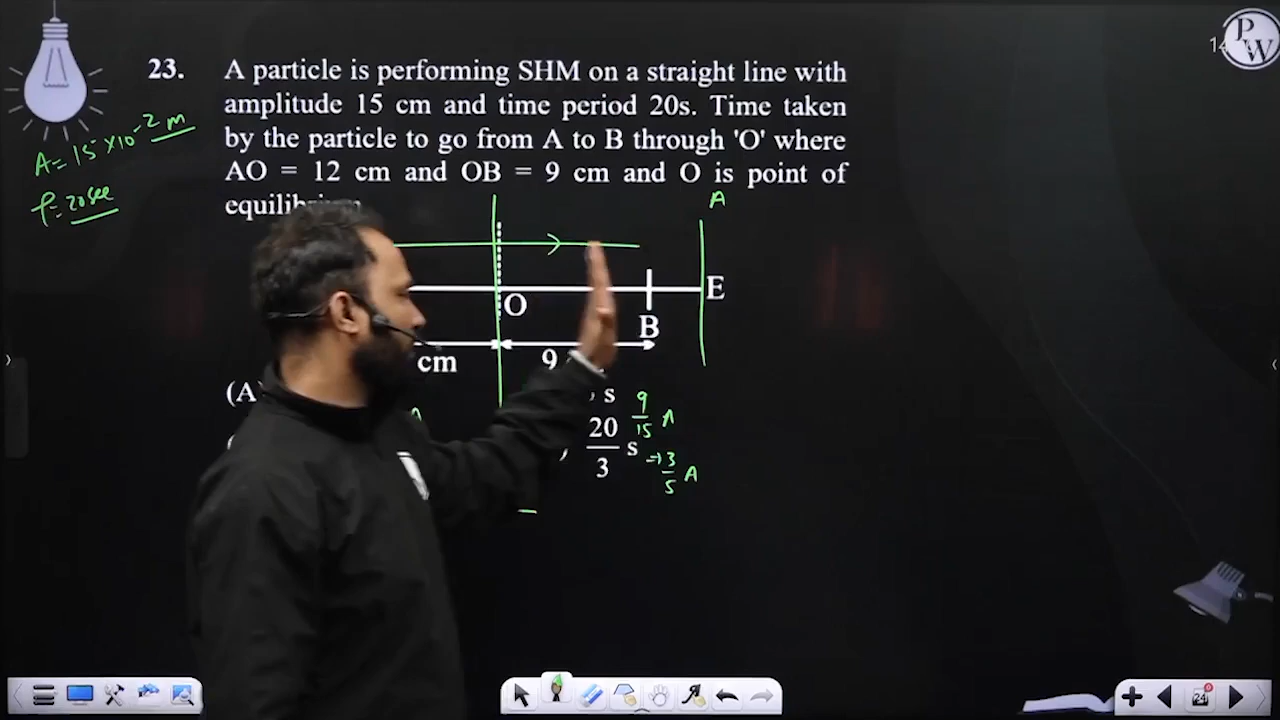 P
W
14
23. A particle is performing SHM on a straight line with
amplitude 15 cm and time period 20s. Time taken
by the particle to go from A to B through 'O' where
AO = 12 cm and OB = 9 cm and O is point of
A = 15 × 10⁻² m
20 sec
A
O
B
E
cm
9
(A
s
20
3
s
9
15
A
→ 3
5
A
A
24